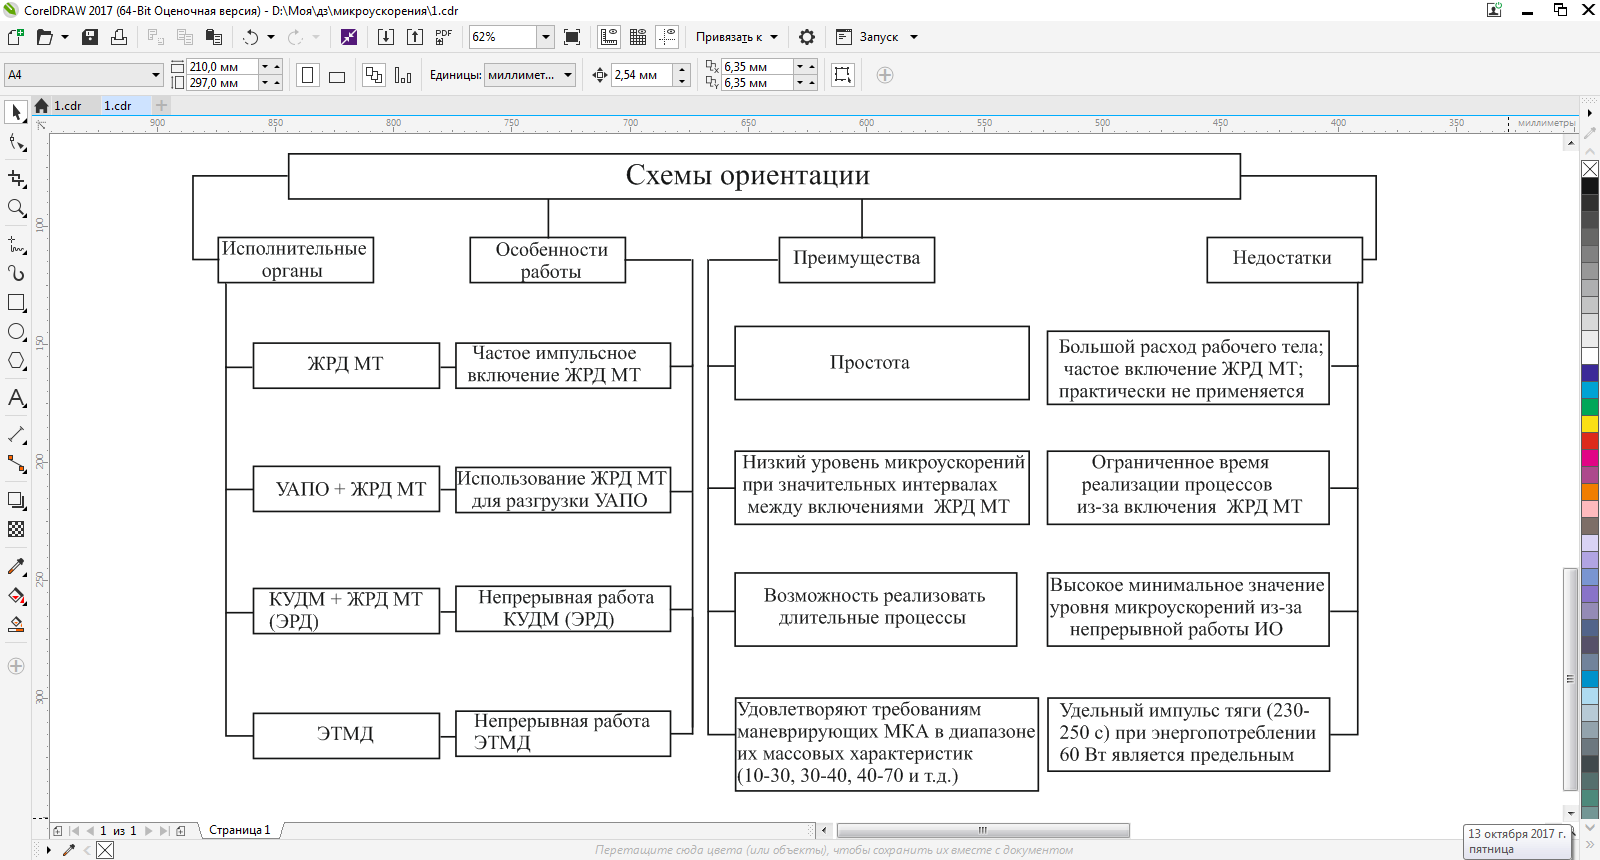 CorelDRAW 2017 (64-Bit Оценочная версия) - D:\Моя\дз\микроускорения\1.cdr
PDF
62%
Привязать к
Запуск
A4
210,0 мм
297,0 мм
Единицы:
миллимет...
2,54 мм
6,35 мм
6,35 мм
1.cdr
1.cdr
900
850
800
750
700
650
600
550
500
450
400
350
миллиметры
100
150
200
250
300
Схемы ориентации
Исполнительные
органы
Особенности
работы
Преимущества
Недостатки
ЖРД МТ
Частое импульсное
включение ЖРД МТ
Простота
Большой расход рабочего тела;
частое включение ЖРД МТ;
практически не применяется
УАПО + ЖРД МТ
Использование ЖРД МТ
для разгрузки УАПО
Низкий уровень микроускорений
при значительных интервалах
между включениями ЖРД МТ
Ограниченное время
реализации процессов
из-за включения ЖРД МТ
КУДМ + ЖРД МТ
(ЭРД)
Непрерывная работа
КУДМ (ЭРД)
Возможность реализовать
длительные процессы
Высокое минимальное значение
уровня микроускорений из-за
непрерывной работы ИО
ЭТМД
Непрерывная работа
ЭТМД
Удовлетворяют требованиям
маневрирующих МКА в диапазоне
их массовых характеристик
(10-30, 30-40, 40-70 и т.д.)
Удельный импульс тяги (230-
250 с) при энергопотреблении
60 Вт является предельным
1 из 1
Страница 1
Перетащите сюда цвета (или объекты), чтобы сохранить их вместе с документом
13 октября 2017 г.
пятница